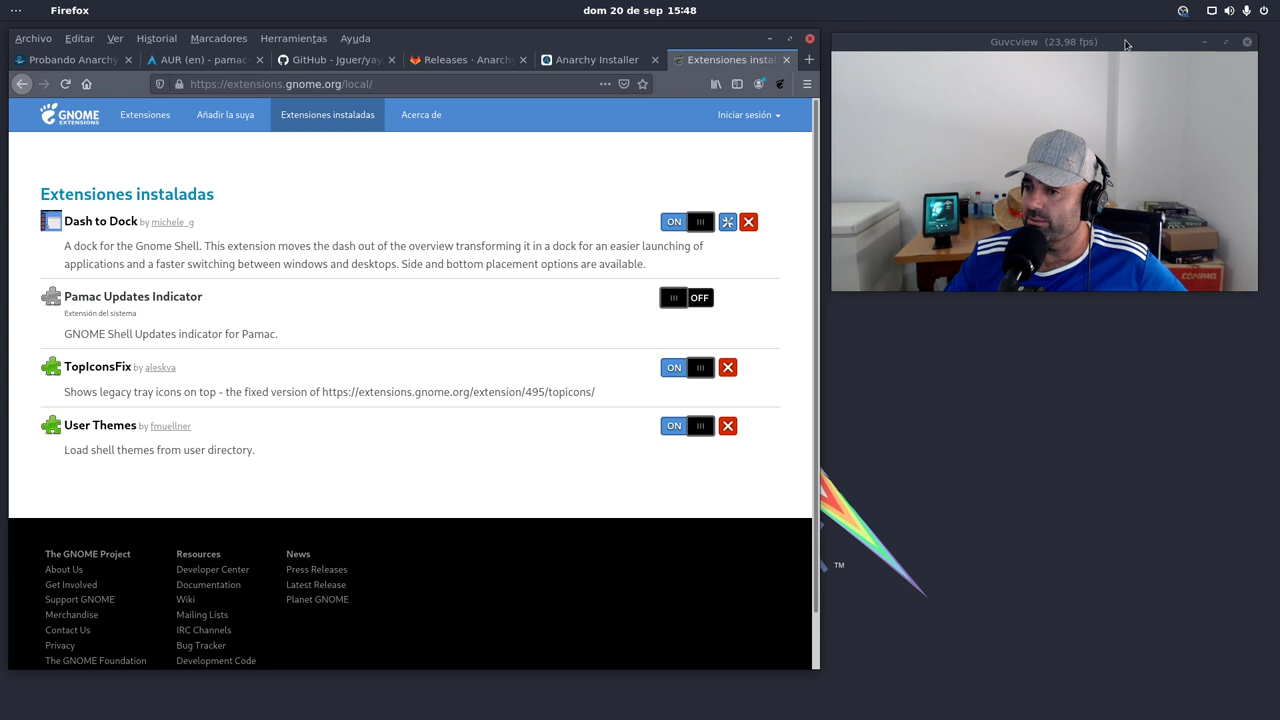 Firefox
dom 20 de sep 15:48
Archivo Editar Ver Historial Marcadores Herramientas Ayuda
Probando Anarchy
AUR (en) - pamac-
GitHub - Jguer/yay
Releases · Anarchy
Anarchy Installer
Extensiones instal
https://extensions.gnome.org/local/
GNOME
EXTENSIONS
Extensiones
Añadir la suya
Extensiones instaladas
Acerca de
Iniciar sesión
Extensiones instaladas
Dash to Dock by michele_g
ON
A dock for the Gnome Shell. This extension moves the dash out of the overview transforming it in a dock for an easier launching of
applications and a faster switching between windows and desktops. Side and bottom placement options are available.
Pamac Updates Indicator
OFF
Extensión del sistema
GNOME Shell Updates indicator for Pamac.
TopIconsFix by aleskva
ON
Shows legacy tray icons on top - the fixed version of https://extensions.gnome.org/extension/495/topicons/
User Themes by fmuellner
ON
Load shell themes from user directory.
The GNOME Project
About Us
Get Involved
Support GNOME
Merchandise
Contact Us
Privacy
The GNOME Foundation
Resources
Developer Center
Documentation
Wiki
Mailing Lists
IRC Channels
Bug Tracker
Development Code
News
Press Releases
Latest Release
Planet GNOME
Guvcview (23,98 fps)
COMPAQ
TM